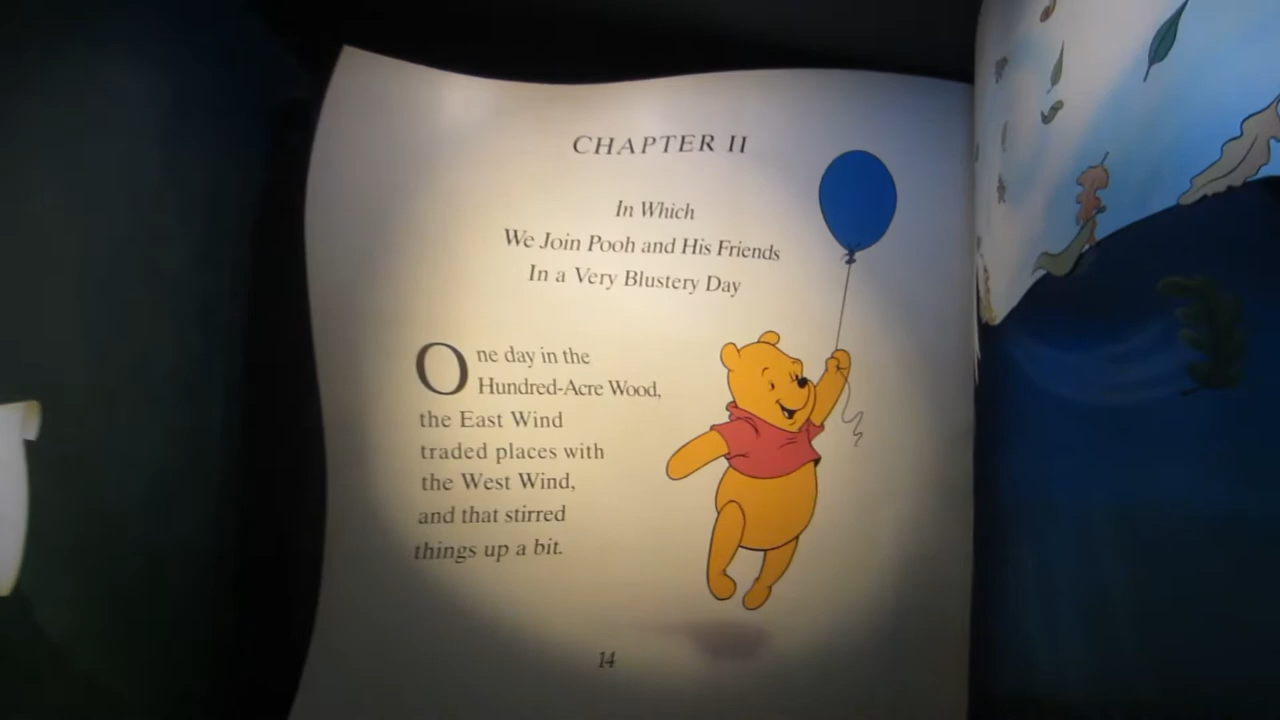 CHAPTER II
In Which
We Join Pooh and His Friends
In a Very Blustery Day
One day in the
Hundred-Acre Wood,
the East Wind
traded places with
the West Wind,
and that stirred
things up a bit.
14